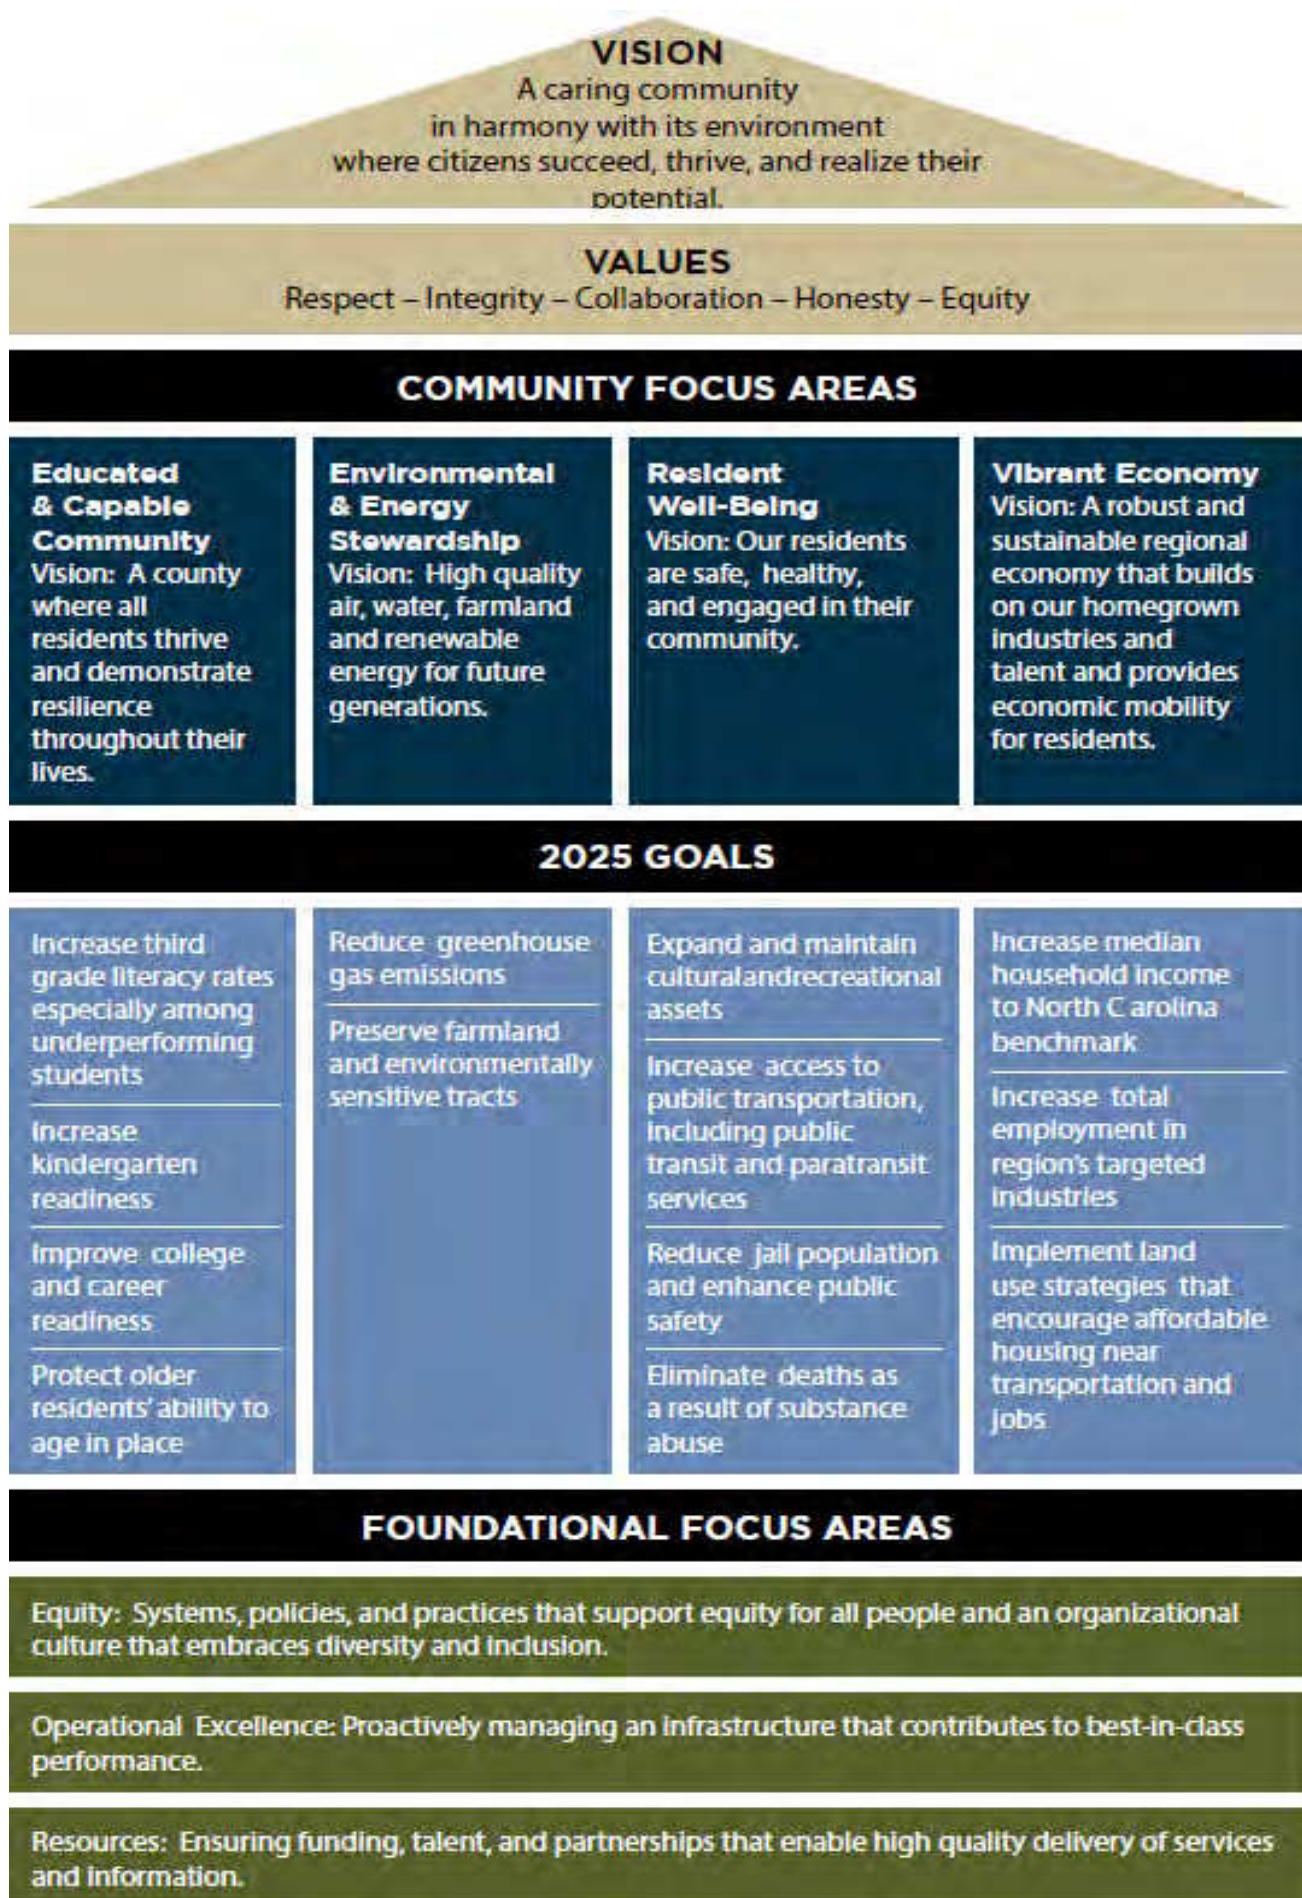 VISION
A caring community
in harmony with its environment
where citizens succeed, thrive, and realize their
potential.
VALUES
Respect – Integrity – Collaboration – Honesty – Equity
COMMUNITY FOCUS AREAS
Educated
& Capable
Community
Vision: A county
where all
residents thrive
and demonstrate
resilience
throughout their
lives.
Environmental
& Energy
Stewardship
Vision: High quality
air, water, farmland
and renewable
energy for future
generations.
Resident
Well-Being
Vision: Our residents
are safe, healthy,
and engaged in their
community.
Vibrant Economy
Vision: A robust and
sustainable regional
economy that builds
on our homegrown
industries and
talent and provides
economic mobility
for residents.
2025 GOALS
Increase third
grade literacy rates
especially among
underperforming
students
Increase
kindergarten
readiness
Improve college
and career
readiness
Protect older
residents' ability to
age in place
Reduce greenhouse
gas emissions
Preserve farmland
and environmentally
sensitive tracts
Expand and maintain
culturalandrecreational
assets
Increase access to
public transportation,
including public
transit and paratransit
services
Reduce jail population
and enhance public
safety
Eliminate deaths as
a result of substance
abuse
Increase median
household income
to North C arolina
benchmark
Increase total
employment in
region's targeted
industries
Implement land
use strategies that
encourage affordable
housing near
transportation and
jobs
FOUNDATIONAL FOCUS AREAS
Equity: Systems, policies, and practices that support equity for all people and an organizational
culture that embraces diversity and inclusion.
Operational Excellence: Proactively managing an infrastructure that contributes to best-in-class
performance.
Resources: Ensuring funding, talent, and partnerships that enable high quality delivery of services
and information.